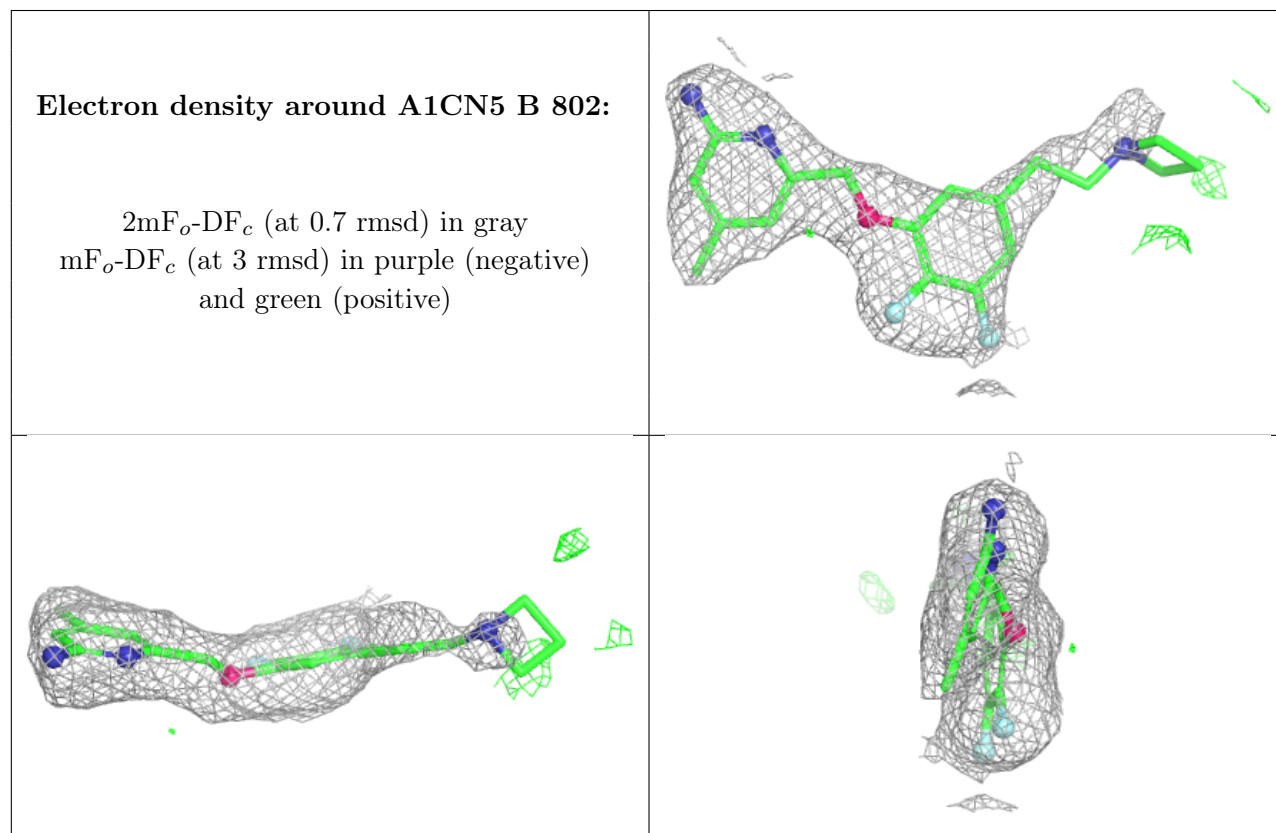 Electron density around A1CN5 B 802:
2mFo-DFc (at 0.7 rmsd) in gray
mFo-DFc (at 3 rmsd) in purple (negative)
and green (positive)